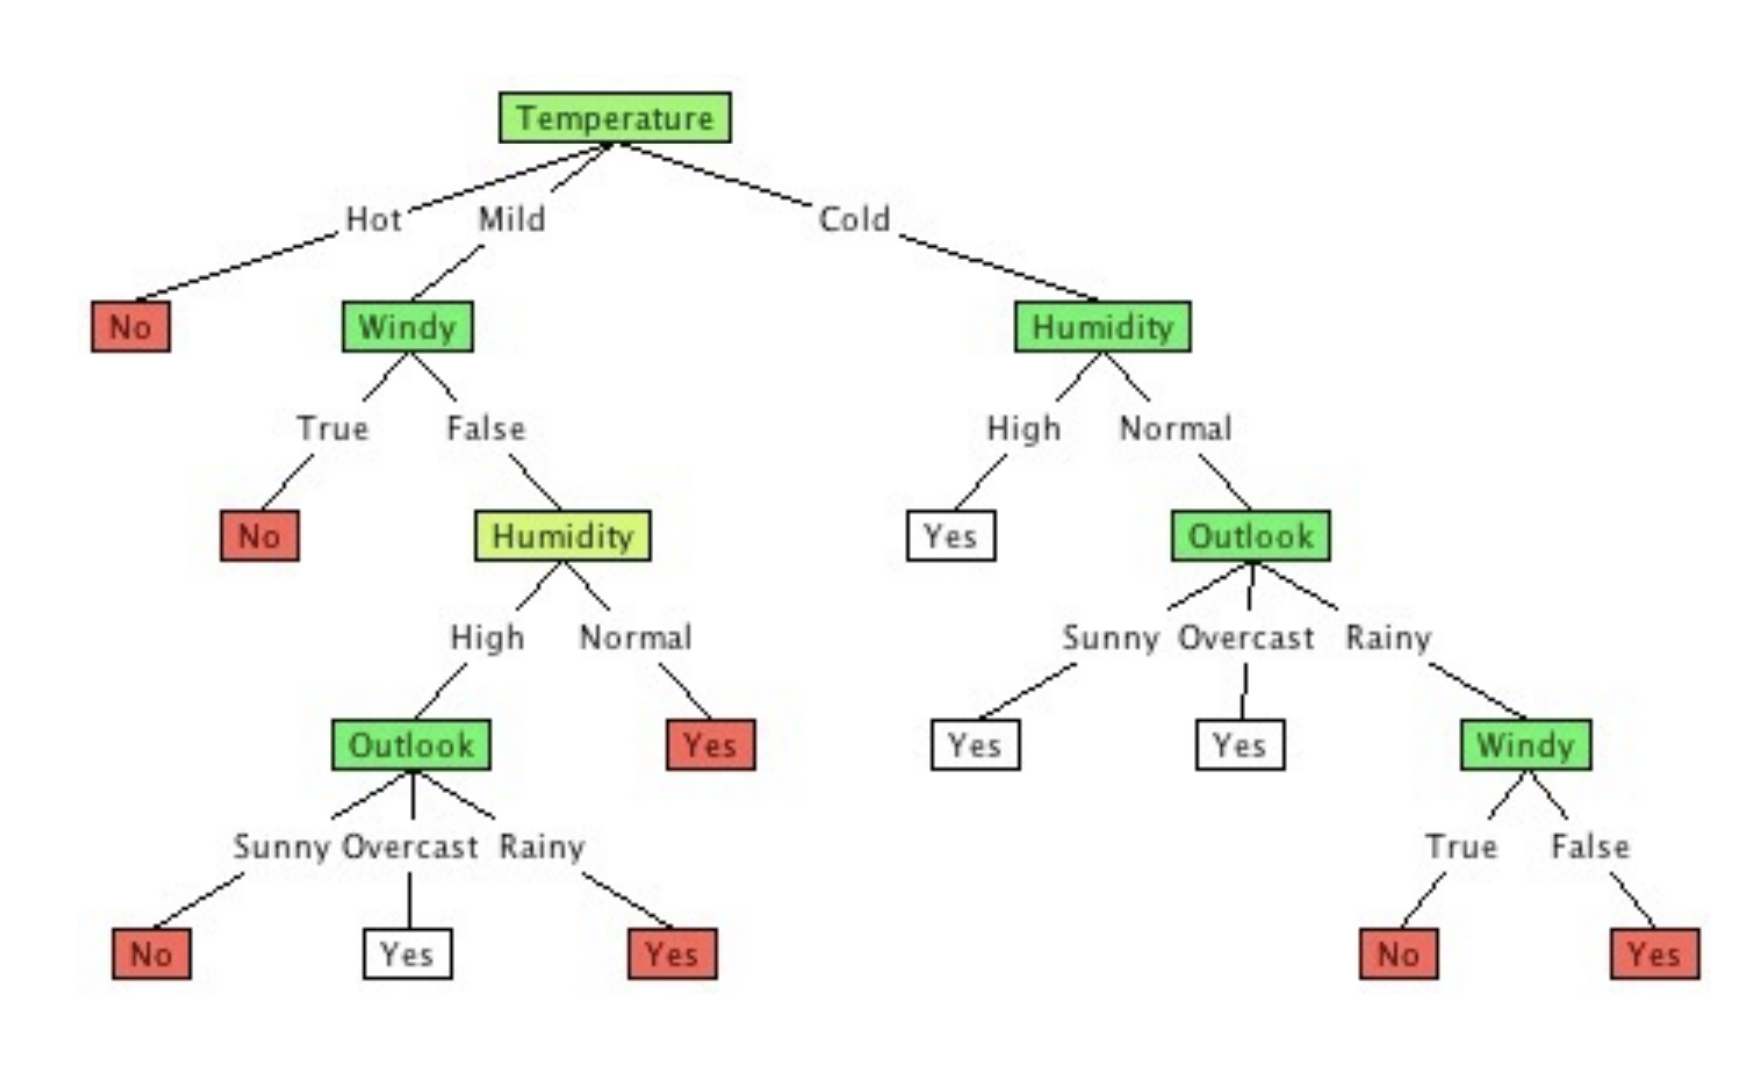 Temperature
Hot Mild Cold
No Windy Humidity
True False High Normal
No Humidity Yes Outlook
High Normal Sunny Overcast Rainy
Outlook Yes Yes Yes Windy
Sunny Overcast Rainy True False
No Yes Yes No Yes